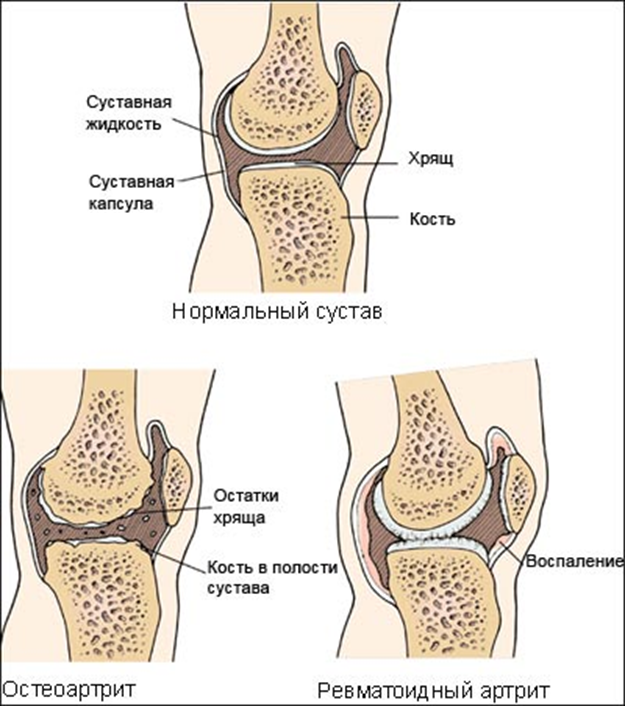 Суставная
жидкость
Суставная
капсула
Хрящ
Кость
Нормальный сустав
Остатки
хряща
Кость в полости
сустава
Остеоартрит
Воспаление
Ревматоидный артрит